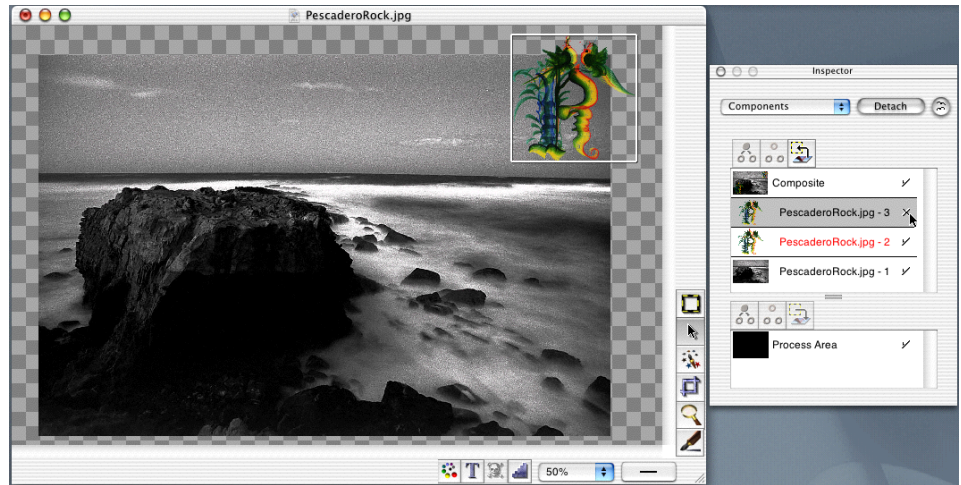 PescaderoRock.jpg
Inspector
Components
Detach
Composite
PescaderoRock.jpg - 3
PescaderoRock.jpg - 2
PescaderoRock.jpg - 1
Process Area
T
50%